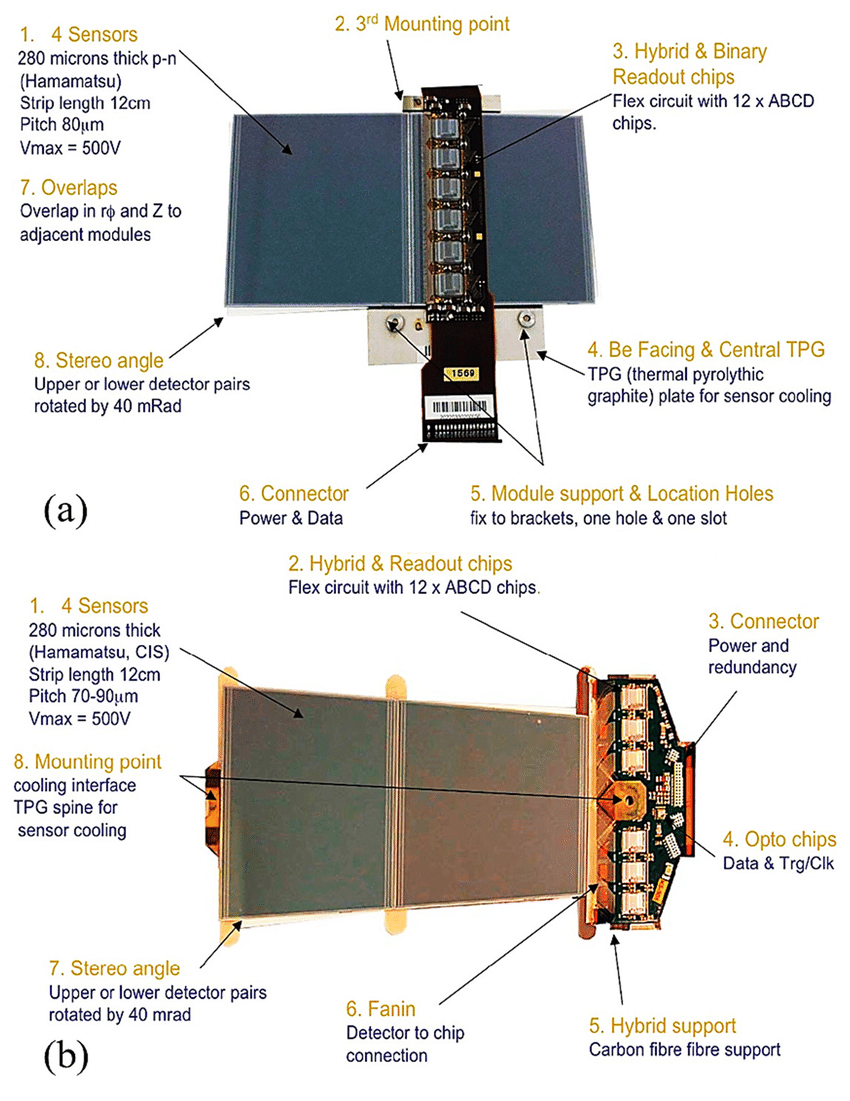 1. 4 Sensors
280 microns thick p-n
(Hamamatsu)
Strip length 12cm
Pitch 80µm
Vmax = 500V
2. 3rd Mounting point
3. Hybrid & Binary
Readout chips
Flex circuit with 12 x ABCD
chips.
7. Overlaps
Overlap in rϕ and Z to
adjacent modules
8. Stereo angle
Upper or lower detector pairs
rotated by 40 mRad
4. Be Facing & Central TPG
TPG (thermal pyrolythic
graphite) plate for sensor cooling
1569
6. Connector
Power & Data
5. Module support & Location Holes
fix to brackets, one hole & one slot
(a)
2. Hybrid & Readout chips
Flex circuit with 12 x ABCD chips.
1. 4 Sensors
280 microns thick
(Hamamatsu, CIS)
Strip length 12cm
Pitch 70-90µm
Vmax = 500V
3. Connector
Power and
redundancy
8. Mounting point
cooling interface
TPG spine for
sensor cooling
4. Opto chips
Data & Trg/Clk
7. Stereo angle
Upper or lower detector pairs
rotated by 40 mrad
6. Fanin
Detector to chip
connection
5. Hybrid support
Carbon fibre fibre support
(b)